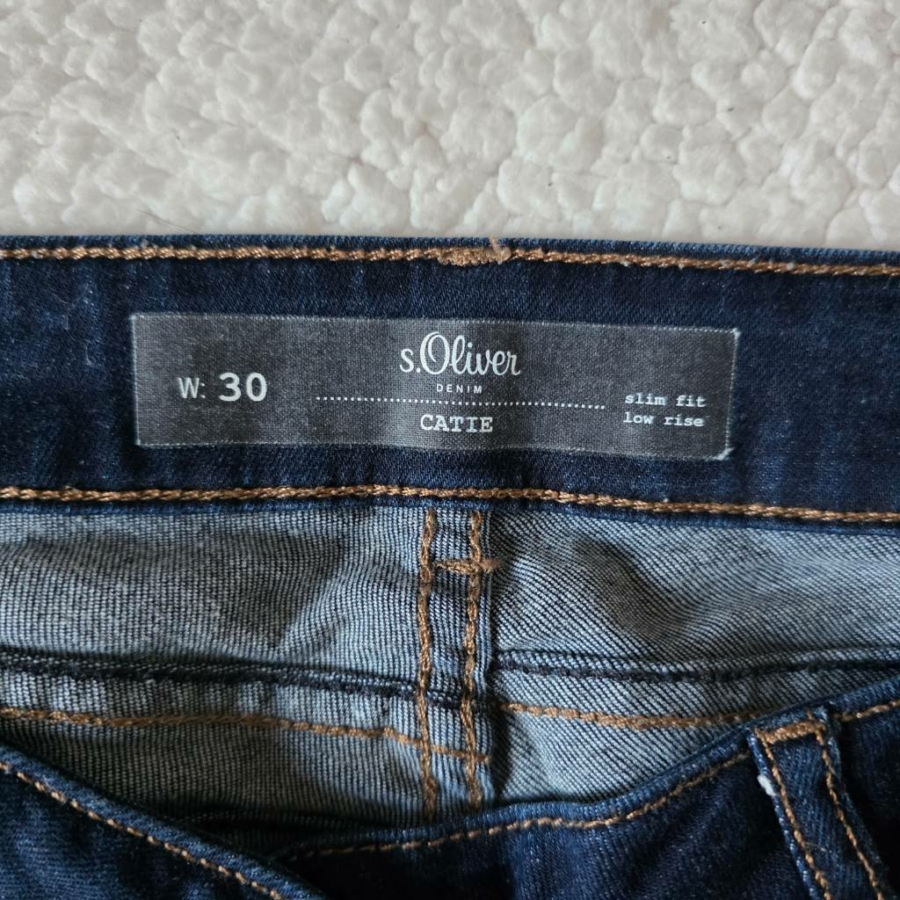 s.Oliver
DENIM
W: 30
CATIE
slim fit
low rise